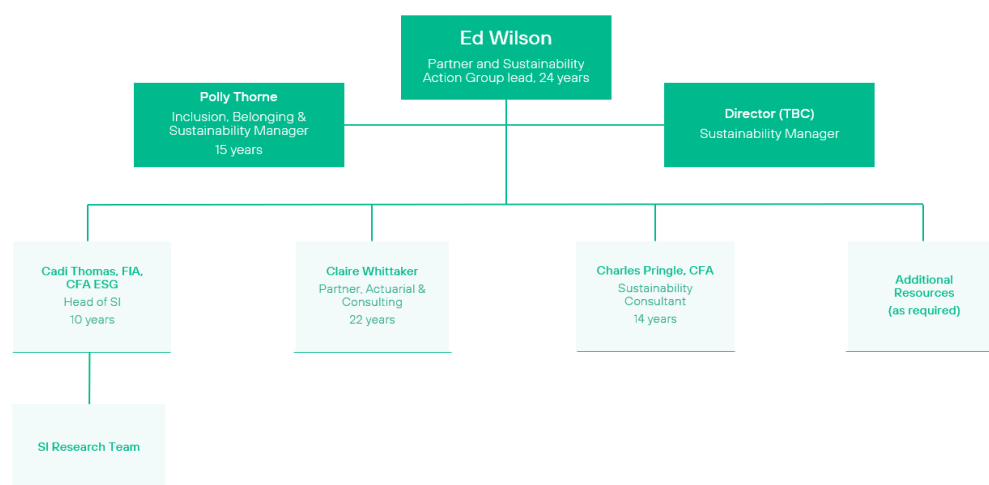 Ed Wilson
Partner and Sustainability
Action Group lead, 24 years
Polly Thorne
Inclusion, Belonging &
Sustainability Manager
15 years
Director (TBC)
Sustainability Manager
Cadi Thomas, FIA,
CFA ESG
Head of SI
10 years
Claire Whittaker
Partner, Actuarial &
Consulting
22 years
Charles Pringle, CFA
Sustainability
Consultant
14 years
Additional
Resources
(as required)
SI Research Team